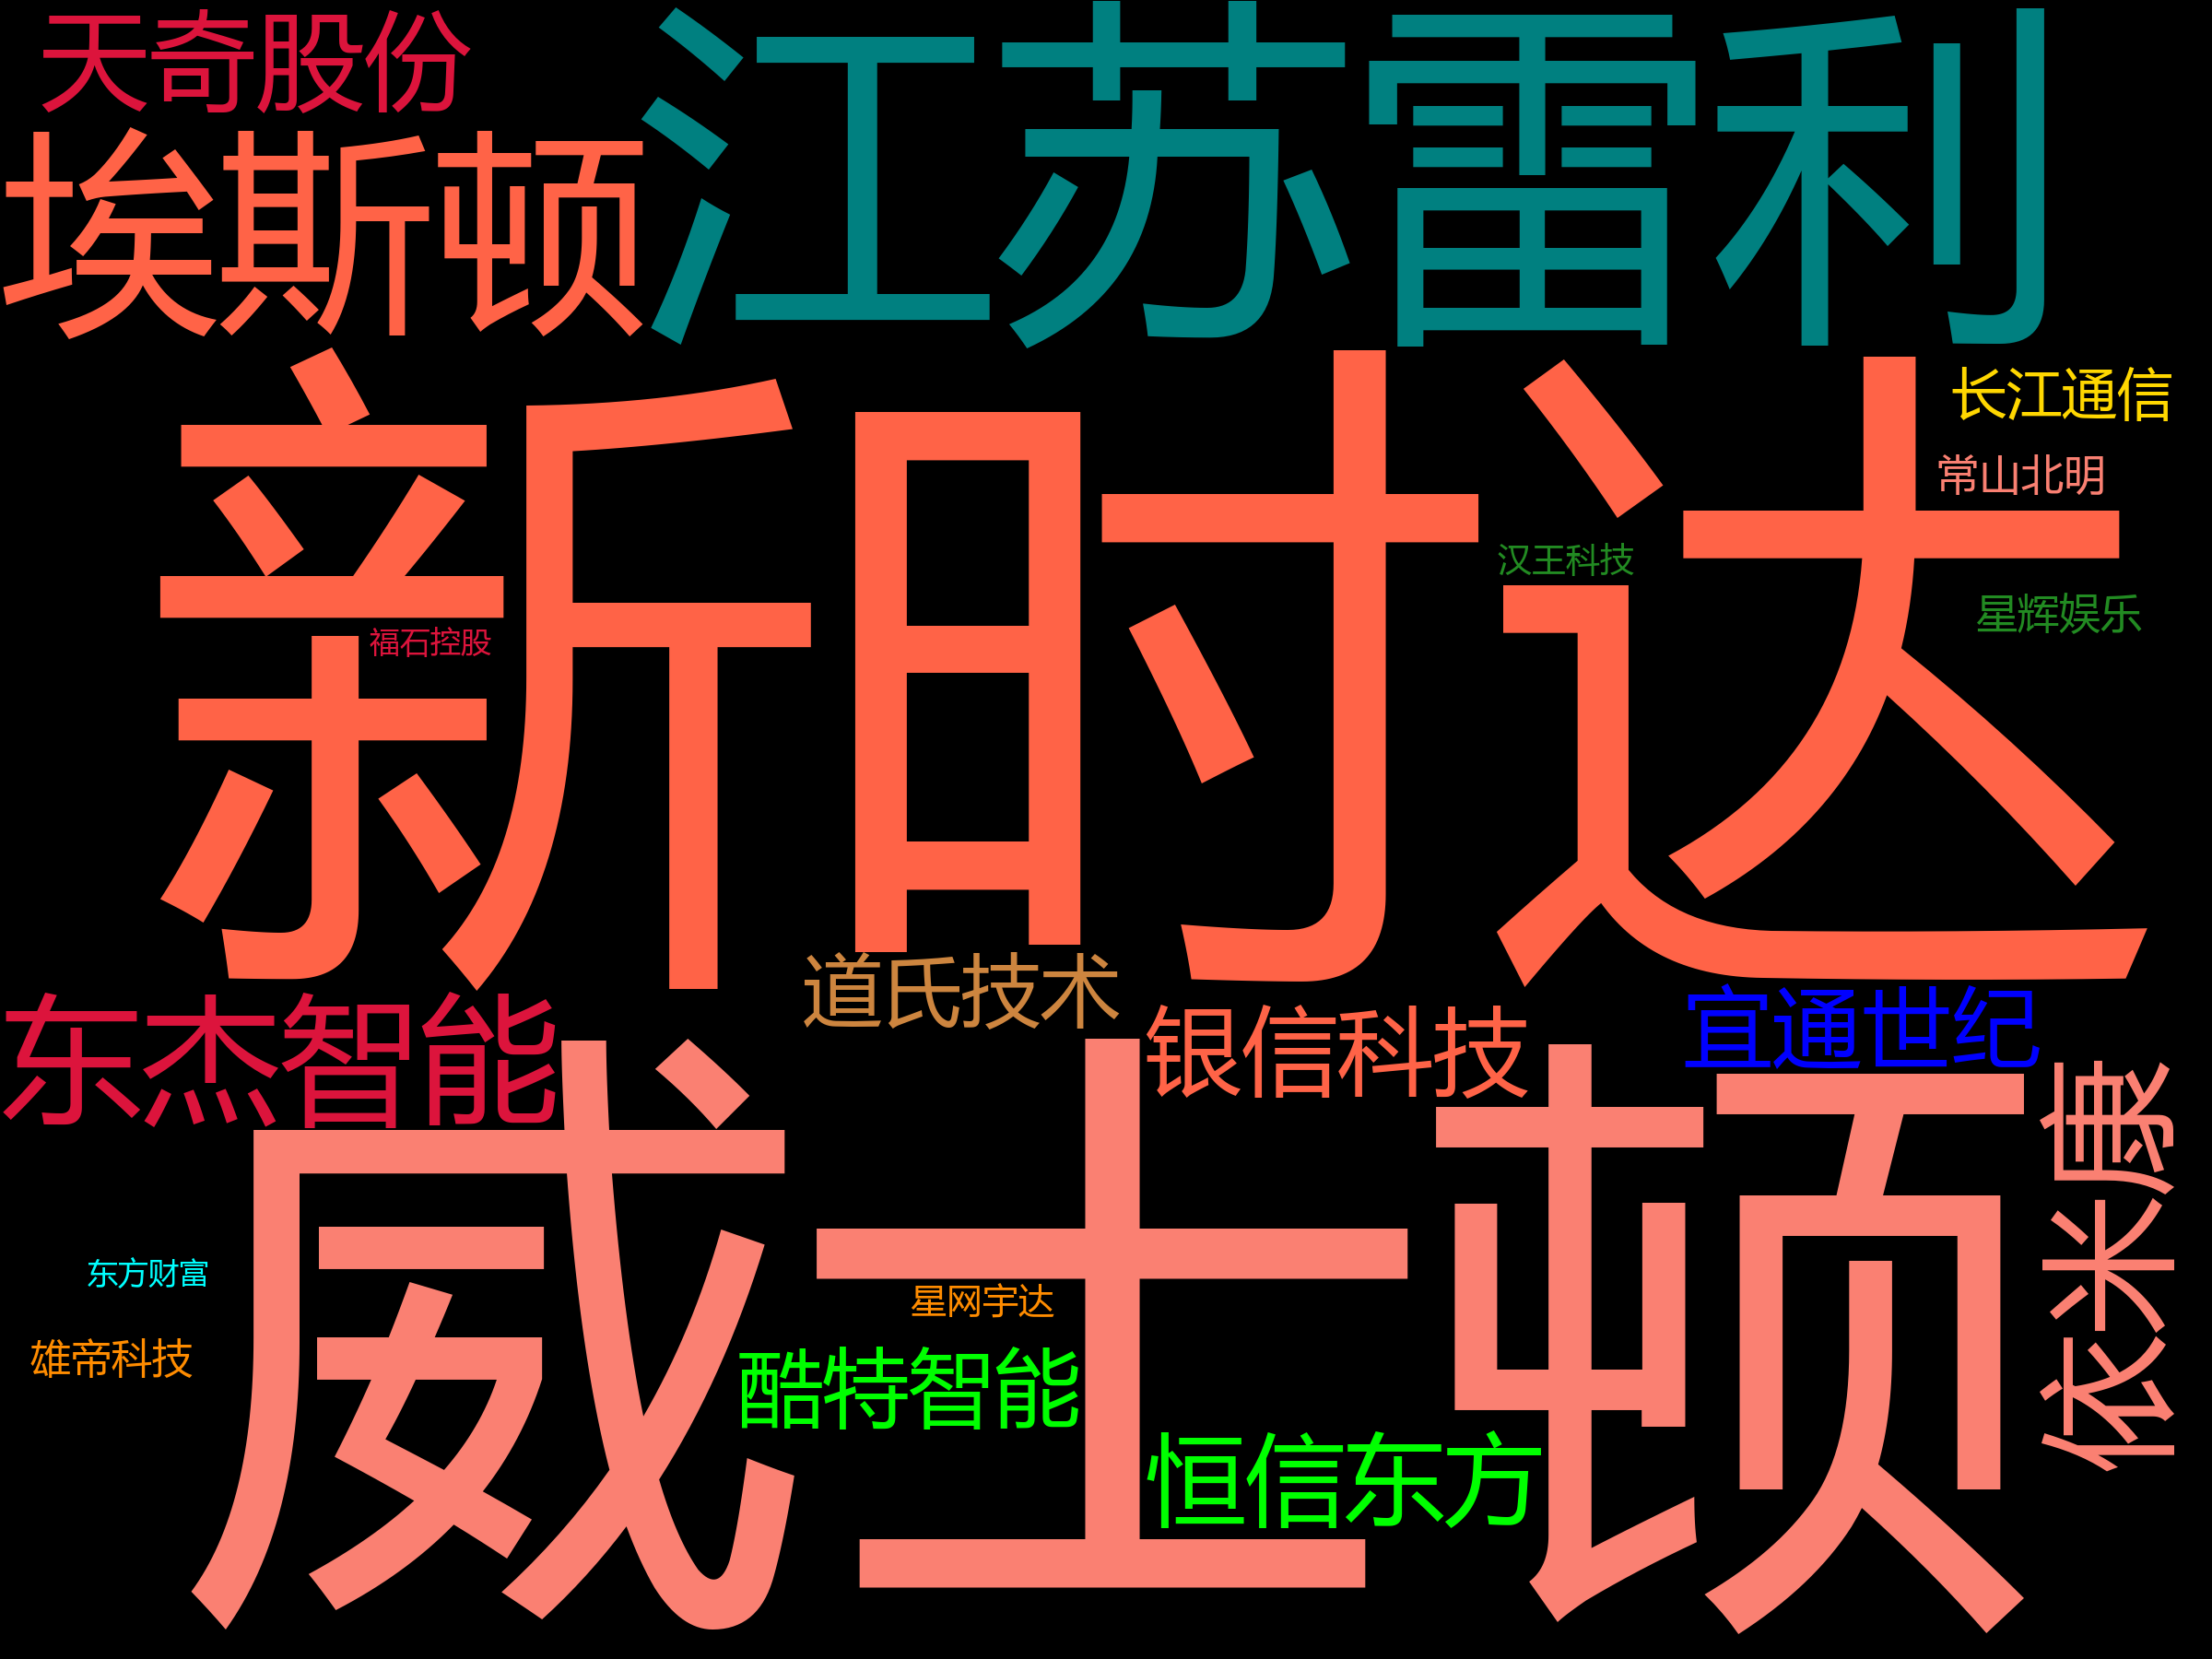 天奇股份
江苏雷利
埃斯顿
新时达
长江通信
常山北明
汉王科技
星辉娱乐
福石控股
道氏技术
东杰智能
银信科技
直通世纪
威士顿
依米康
东方财富
星网宇达
雄帝科技
酷特智能
恒信东方